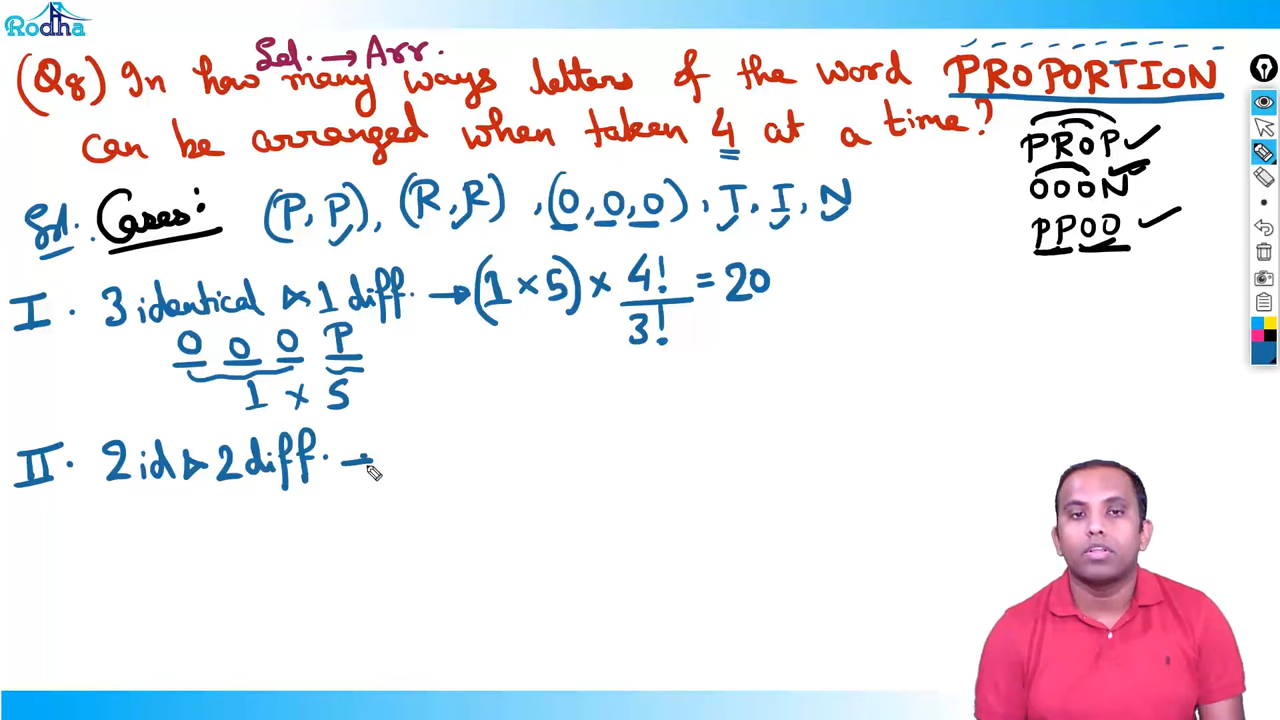 Rodha
Sel. → Arr.
(Q8) In how many ways letters of the word PROPORTION
can be arranged when taken 4 at a time?
PROP ✓
OOON
PPOO ✓
Sol. Cases: (P, P), (R, R), (O, O, O), T, I, N
I. 3 identical & 1 diff. → (1 × 5) × 4!/3! = 20
O O O P
1 × 5
II. 2 id & 2 diff. →